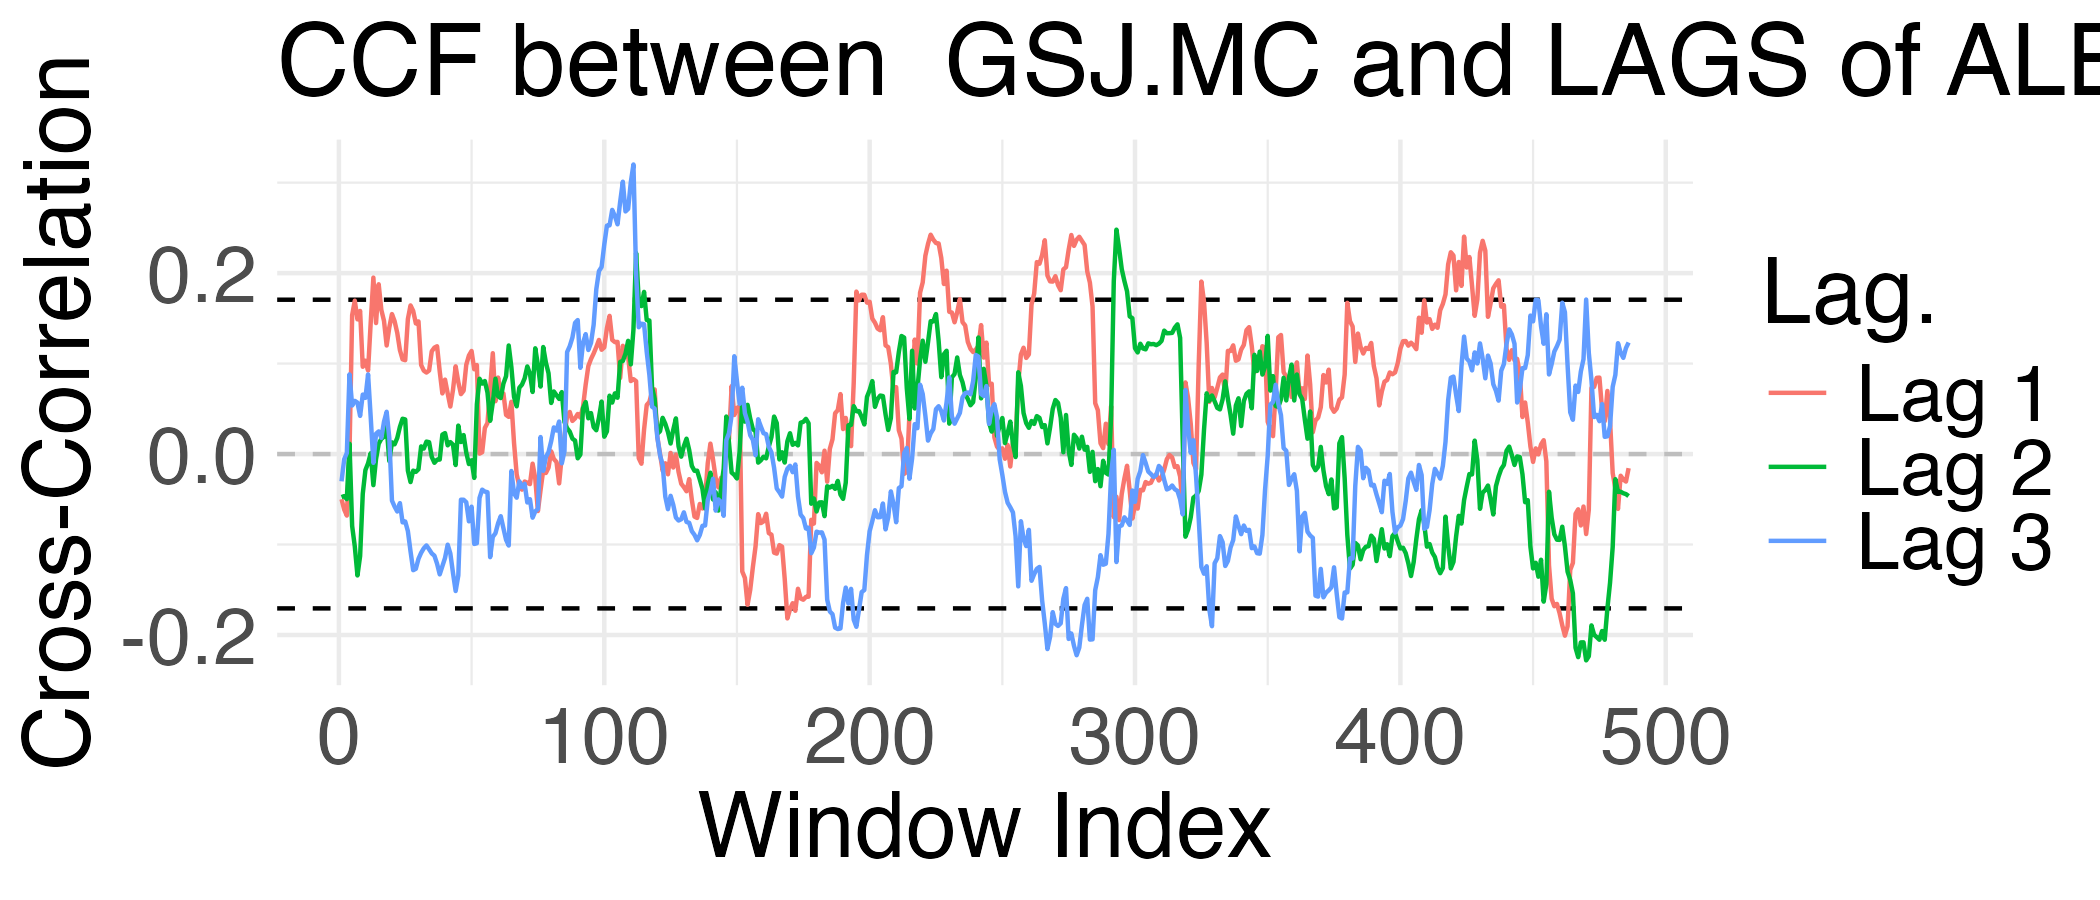 CCF between GSJ.MC and LAGS of ALE
Cross-Correlation
0.2
0.0
-0.2
0
100
200
300
400
500
Window Index
Lag.
Lag 1
Lag 2
Lag 3